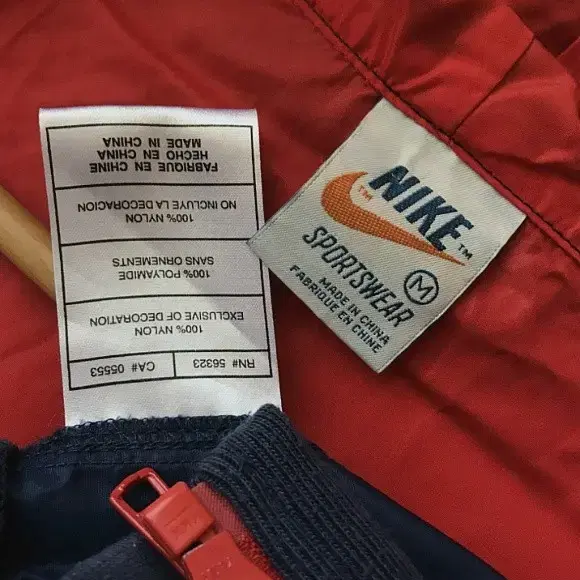 MADE IN CHINA
HECHO EN CHINA
FABRIQUE EN CHINE
NO INCLUYE LA DECORACION
100% NYLON
SANS ORNEMENTS
100% POLYAMIDE
EXCLUSIVE OF DECORATION
100% NYLON
RN# 56323 CA# 05553
NIKE™
™
SPORTSWEAR M
MADE IN CHINA
FABRIQUE EN CHINE